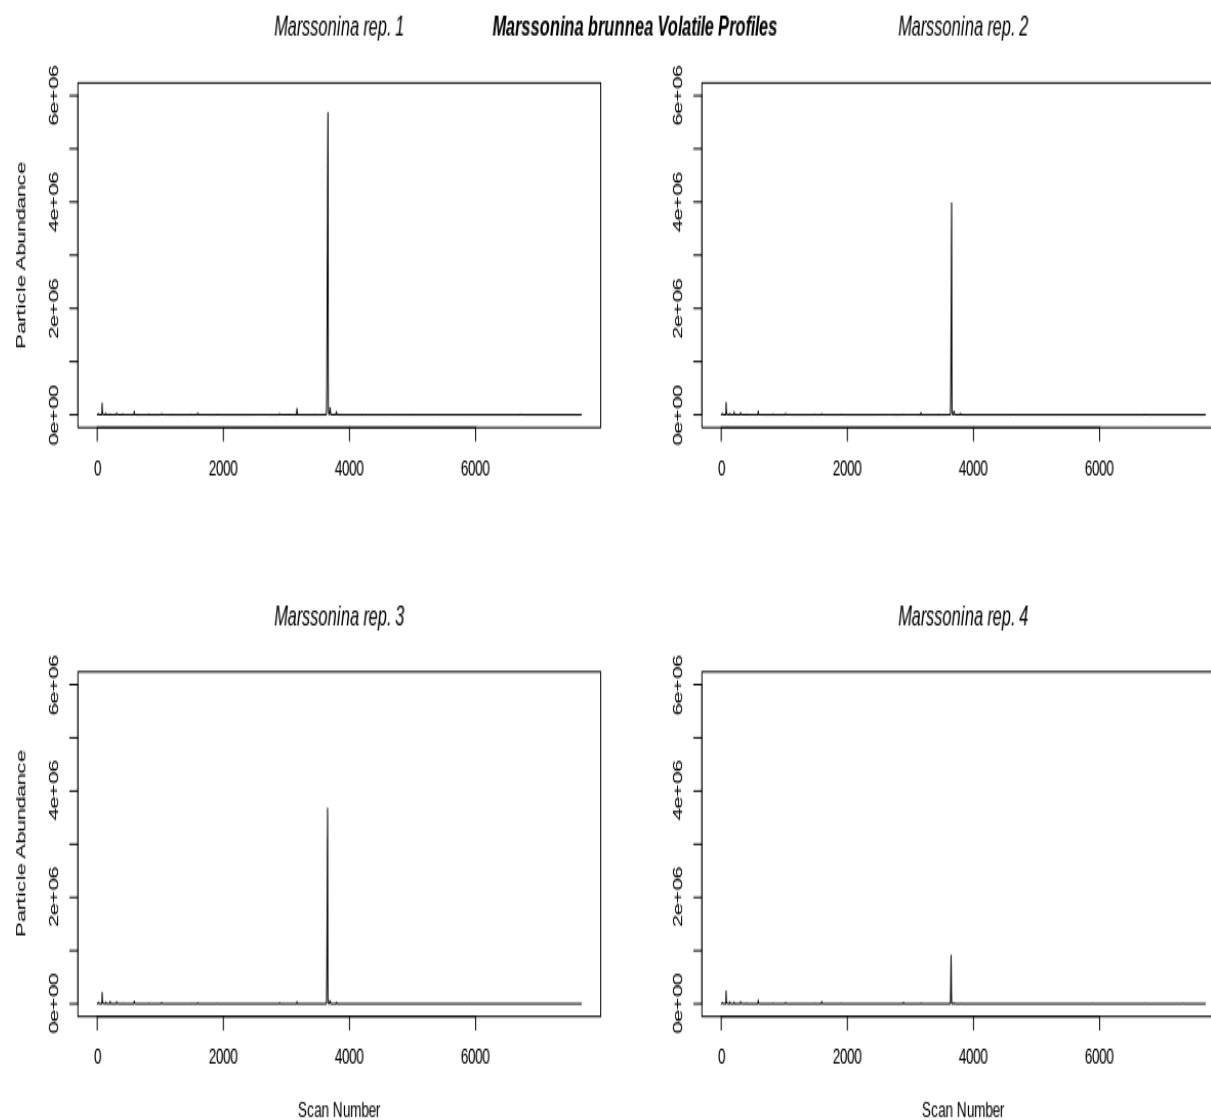 Marssonina rep. 1 Marssonina brunnea Volatile Profiles Marssonina rep. 2
Particle Abundance
0e+00 2e+06 4e+06 6e+06
0 2000 4000 6000
0e+00 2e+06 4e+06 6e+06
0 2000 4000 6000
Marssonina rep. 3 Marssonina rep. 4
Particle Abundance
0e+00 2e+06 4e+06 6e+06
0 2000 4000 6000
Scan Number
0e+00 2e+06 4e+06 6e+06
0 2000 4000 6000
Scan Number